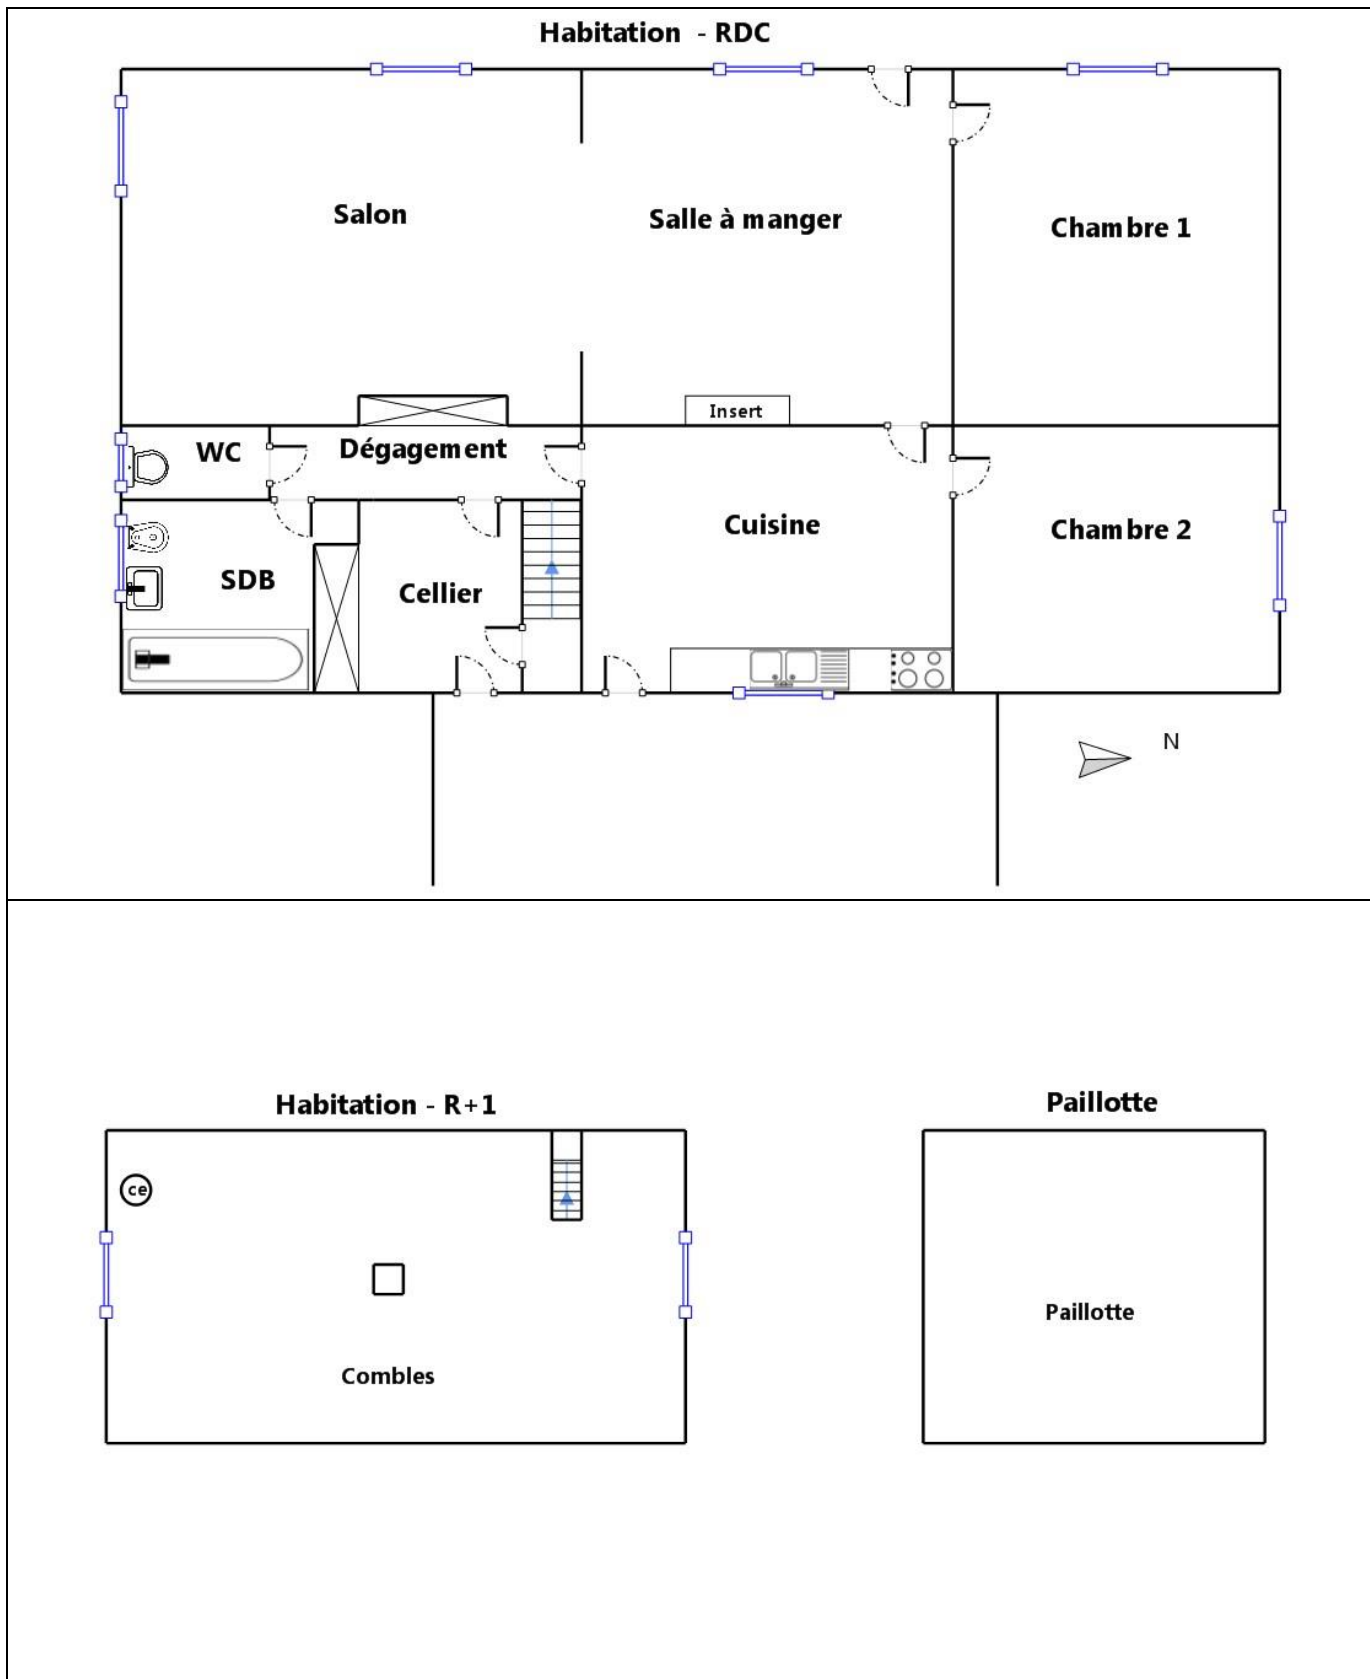 Habitation - RDC
Salon
Salle à manger
Chambre 1
Insert
WC
Dégagement
Cuisine
Chambre 2
SDB
Cellier
N
Habitation - R+1
Paillotte
ce
Paillotte
Combles